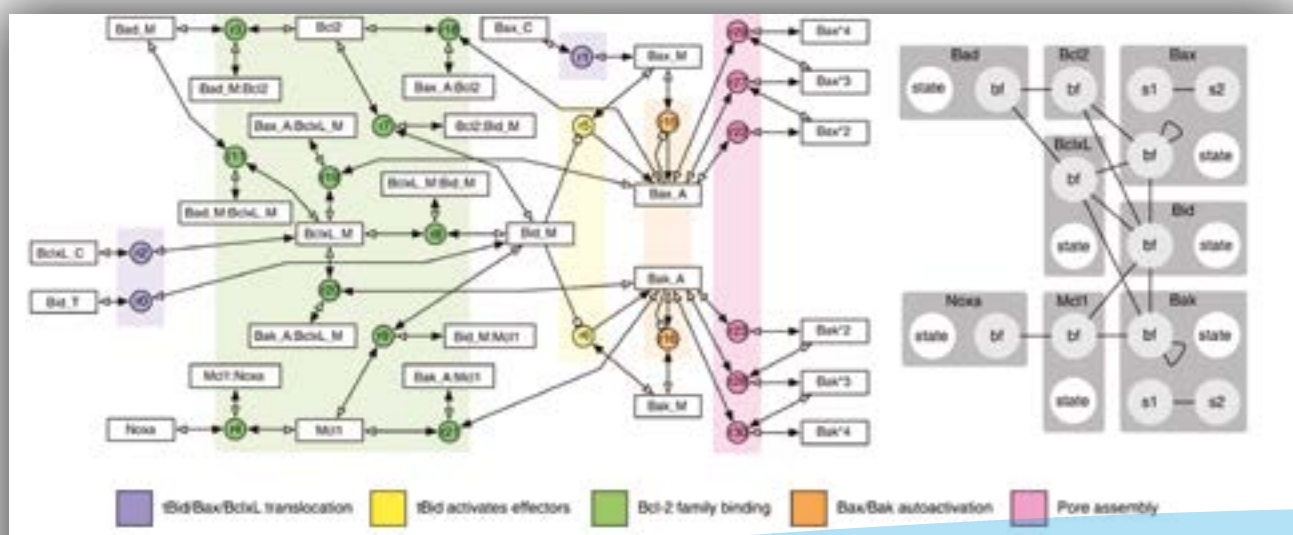 Bad_M
Bcl2
Bax_C
Bax_M
Bax*4
Bax*3
Bax*2
Bad_M:Bcl2
Bax_A:Bcl2
Bax_A:BclxL_M
Bcl2:Bid_M
BclxL_M:Bid_M
Bad_M:BclxL_M
Bax_A
BclxL_C
BclxL_M
Bid_M
Bid_T
Bak_A
Bak_A:BclxL_M
Bid_M:Mcl1
Bak*2
Mcl1:Noxa
Bak_A:Mcl1
Bak*3
Bak_M
Noxa
Mcl1
Bak*4
Bad
Bcl2
Bax
state
bf
bf
s1
s2
BclxL
bf
bf
state
Bid
state
bf
state
Noxa
Mcl1
Bak
state
bf
bf
bf
state
state
s1
s2
tBid/Bax/BclxL translocation
tBid activates effectors
Bcl-2 family binding
Bax/Bak autoactivation
Pore assembly